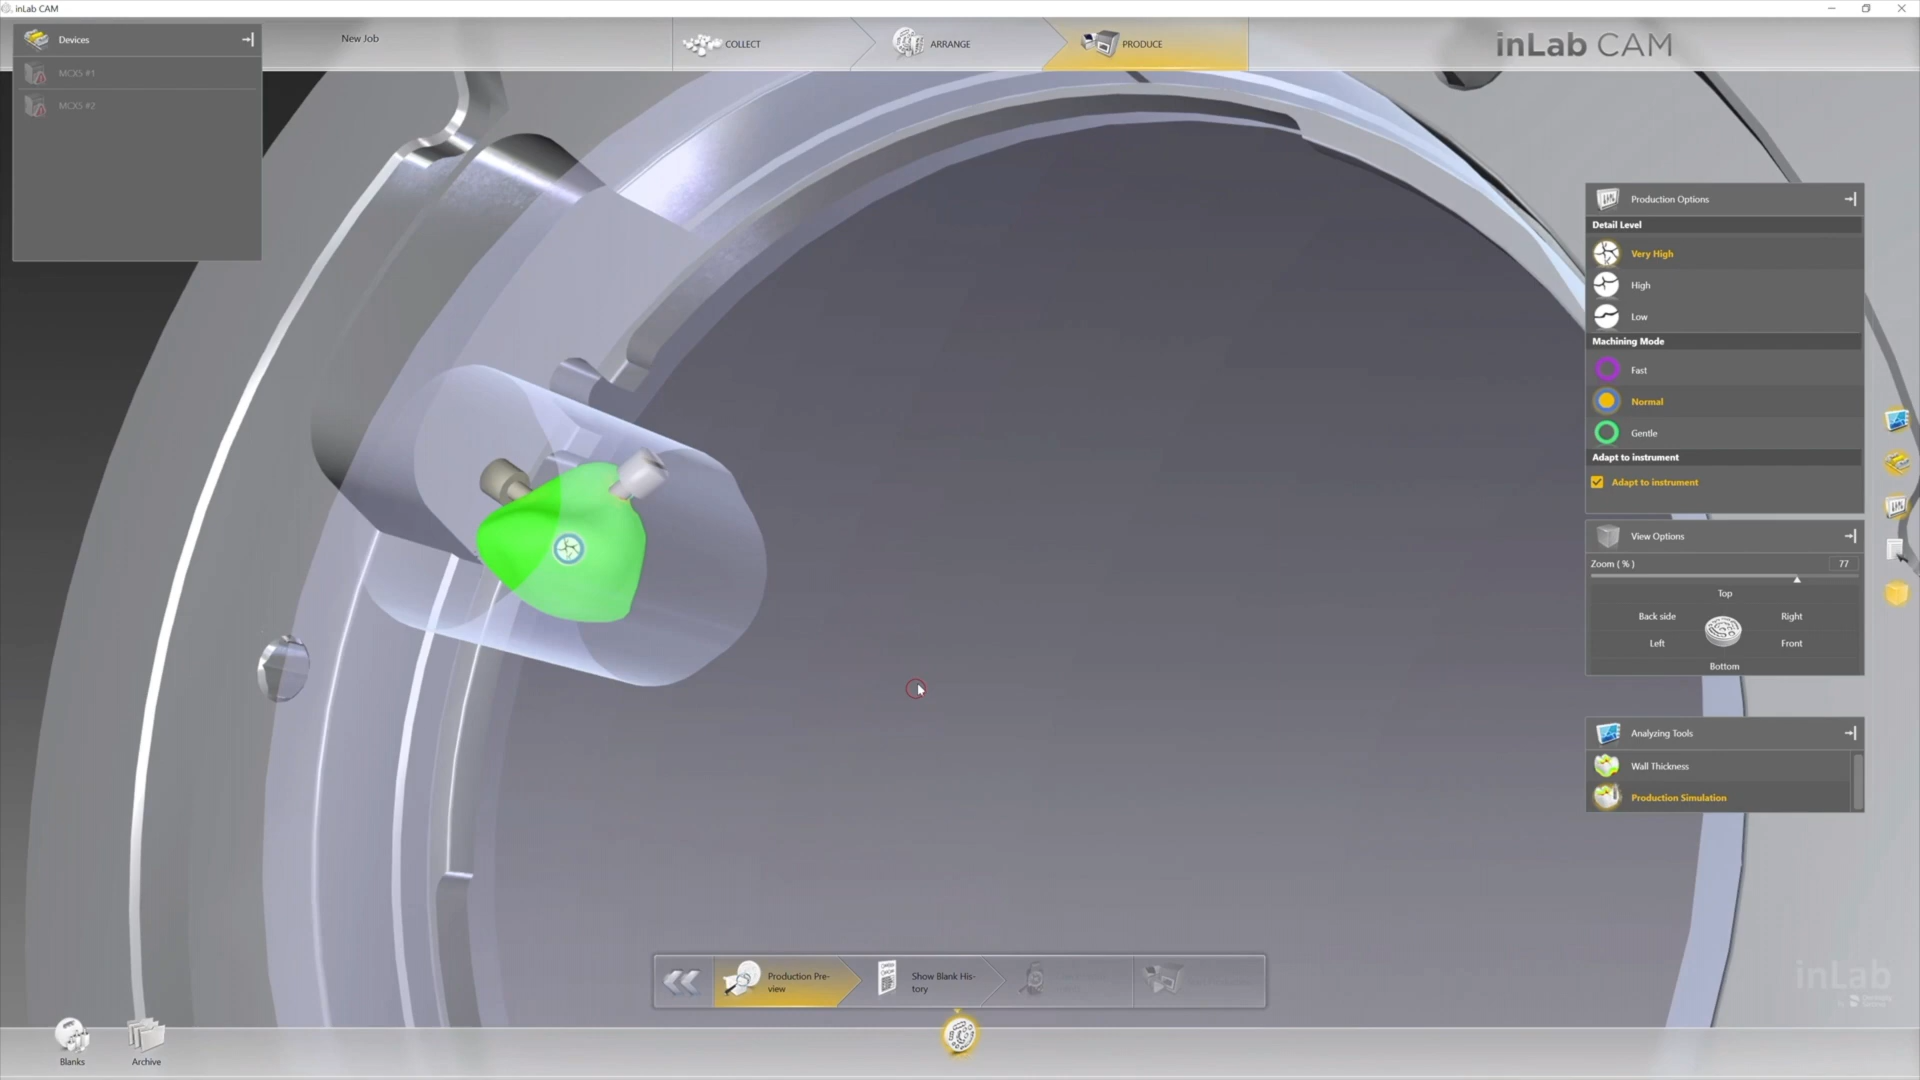 inLab CAM
Devices
MCX5 #1
MCX5 #2
New Job
COLLECT
ARRANGE
PRODUCE
inLab CAM
Production Options
Detail Level
Very High
High
Low
Machining Mode
Fast
Normal
Gentle
Adapt to instrument
Adapt to instrument
View Options
Zoom ( % )
77
Top
Back side
Right
Left
Front
Bottom
Analyzing Tools
Wall Thickness
Production Simulation
Production Pre-
view
Show Blank His-
tory
inLab
Blanks
Archive